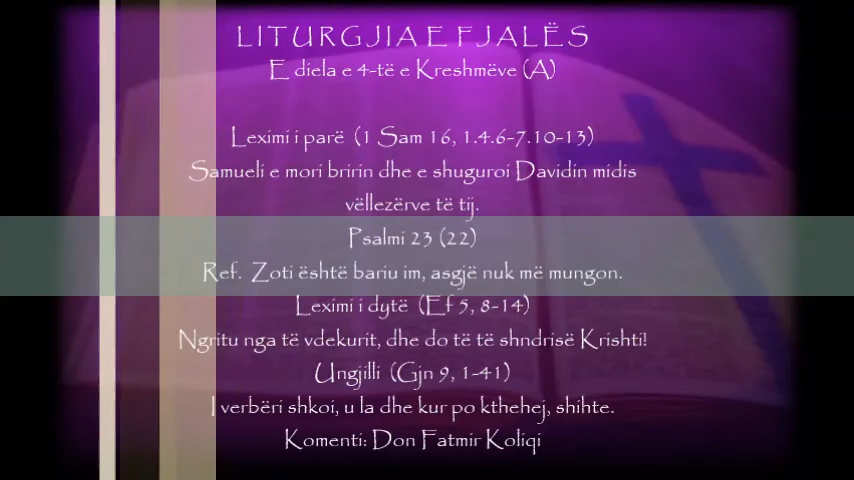 LITURGJIA E FJALËS
E diela e 4-të e Kreshmëve (A)
Leximi i parë (1 Sam 16, 1.4.6-7.10-13)
Samueli e mori bririn dhe e shuguroi Davidin midis
vëllezërve të tij.
Psalmi 23 (22)
Ref. Zoti është bariu im, asgjë nuk më mungon.
Leximi i dytë (Ef 5, 8-14)
Ngritu nga të vdekurit, dhe do të të shndrisë Krishti!
Ungjilli (Gjn 9, 1-41)
I verbëri shkoi, u la dhe kur po kthehej, shihte.
Komenti: Don Fatmir Koliqi